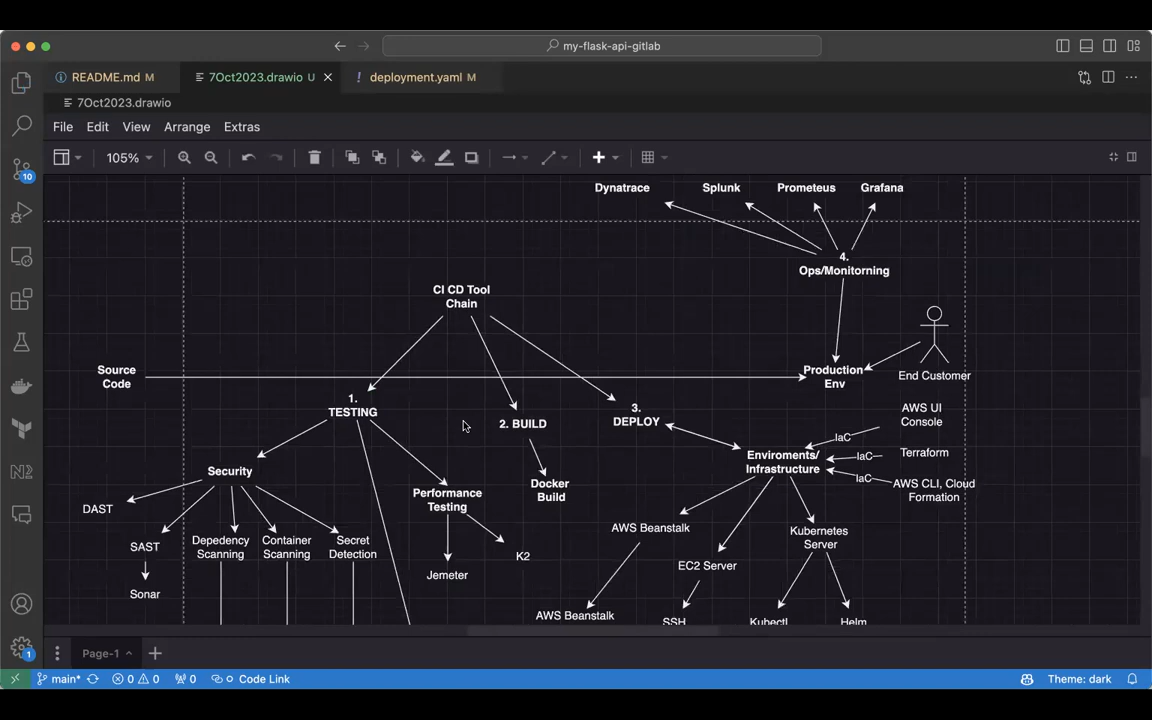 my-flask-api-gitlab
README.md M
7Oct2023.drawio U
! deployment.yaml M
7Oct2023.drawio
File Edit View Arrange Extras
105%
Dynatrace Splunk Prometeus Grafana
4.
Ops/Monitorning
CI CD Tool
Chain
Source
Code
Production
Env
End Customer
1.
TESTING
2. BUILD
3.
DEPLOY
AWS UI
Console
IaC
Terraform
IaC
AWS CLI, Cloud
Formation
IaC
Enviroments/
Infrastructure
Security
Performance
Testing
Docker
Build
DAST
SAST
Depedency
Scanning
Container
Scanning
Secret
Detection
Sonar
Jemeter
K2
AWS Beanstalk
EC2 Server
Kubernetes
Server
AWS Beanstalk
SSH
Kubectl
Helm
10
N2
1
Page-1
main* 0 0 0 Code Link
Theme: dark